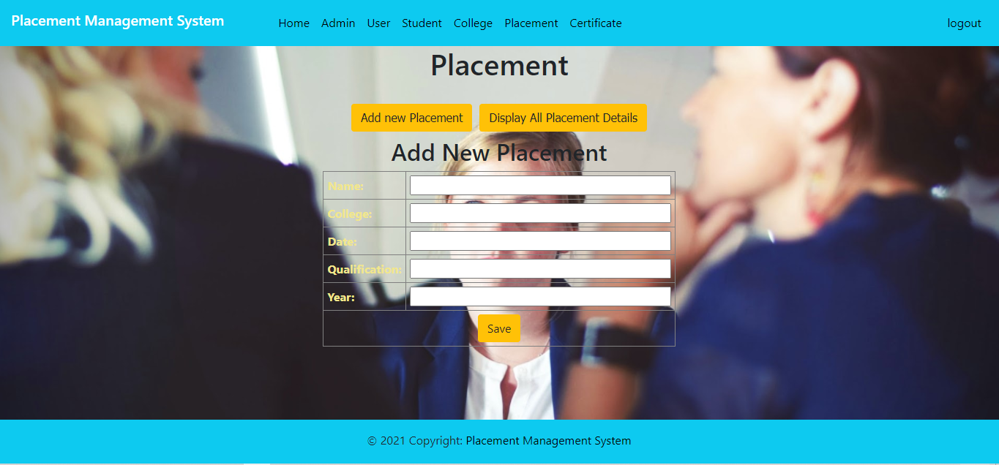 Placement Management System Home Admin User Student College Placement Certificate logout
Placement
Add new Placement Display All Placement Details
Add New Placement
Name:
College:
Date:
Qualification:
Year:
Save
© 2021 Copyright: Placement Management System